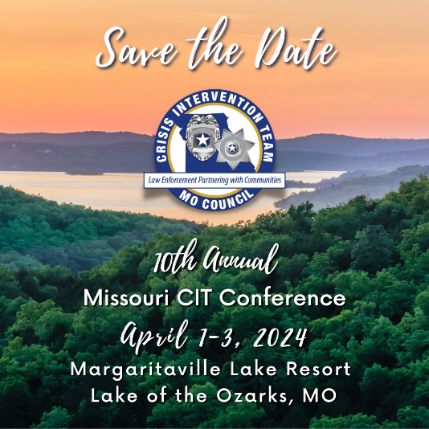 Save the Date
CRISIS INTERVENTION TEAM
Law Enforcement Partnering with Communities
MO COUNCIL
10th Annual
Missouri CIT Conference
April 1-3, 2024
Margaritaville Lake Resort
Lake of the Ozarks, MO